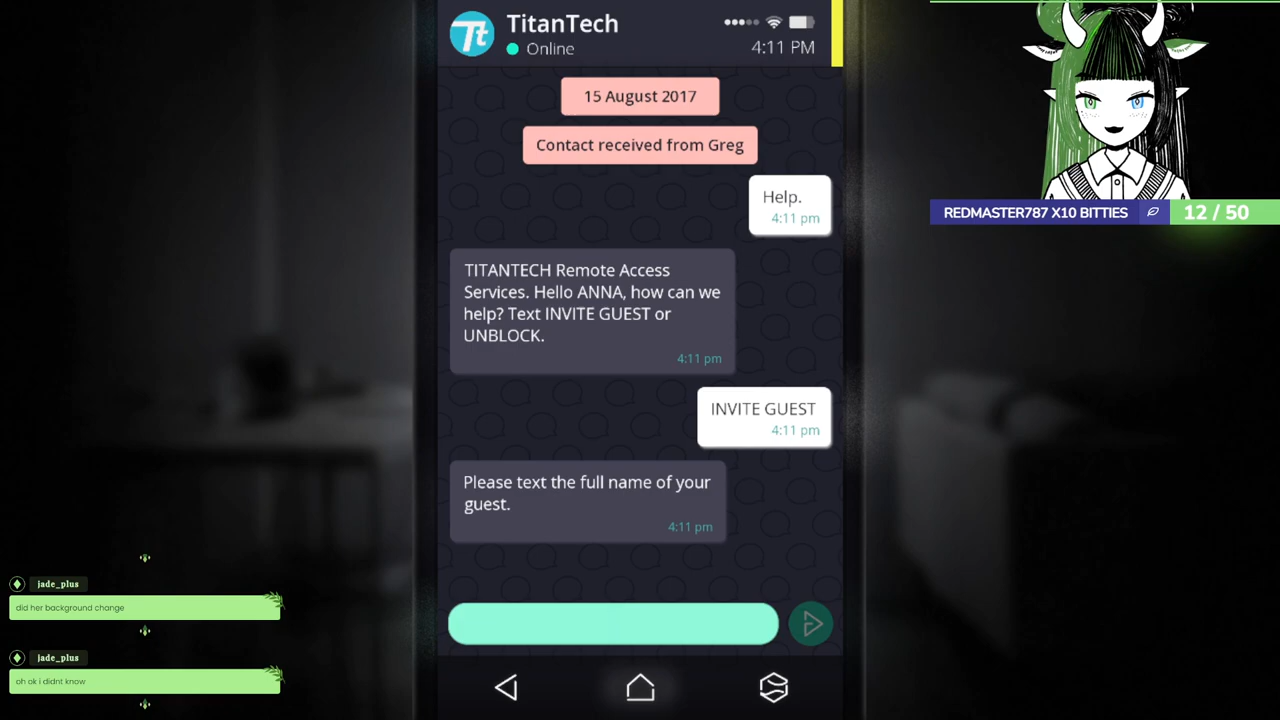 Tt
TitanTech
Online
4:11 PM
15 August 2017
Contact received from Greg
Help.
4:11 pm
TITANTECH Remote Access
Services. Hello ANNA, how can we
help? Text INVITE GUEST or
UNBLOCK.
4:11 pm
INVITE GUEST
4:11 pm
Please text the full name of your
guest.
4:11 pm
REDMASTER787 X10 BITTIES
12 / 50
jade_plus
did her background change
jade_plus
oh ok i didnt know